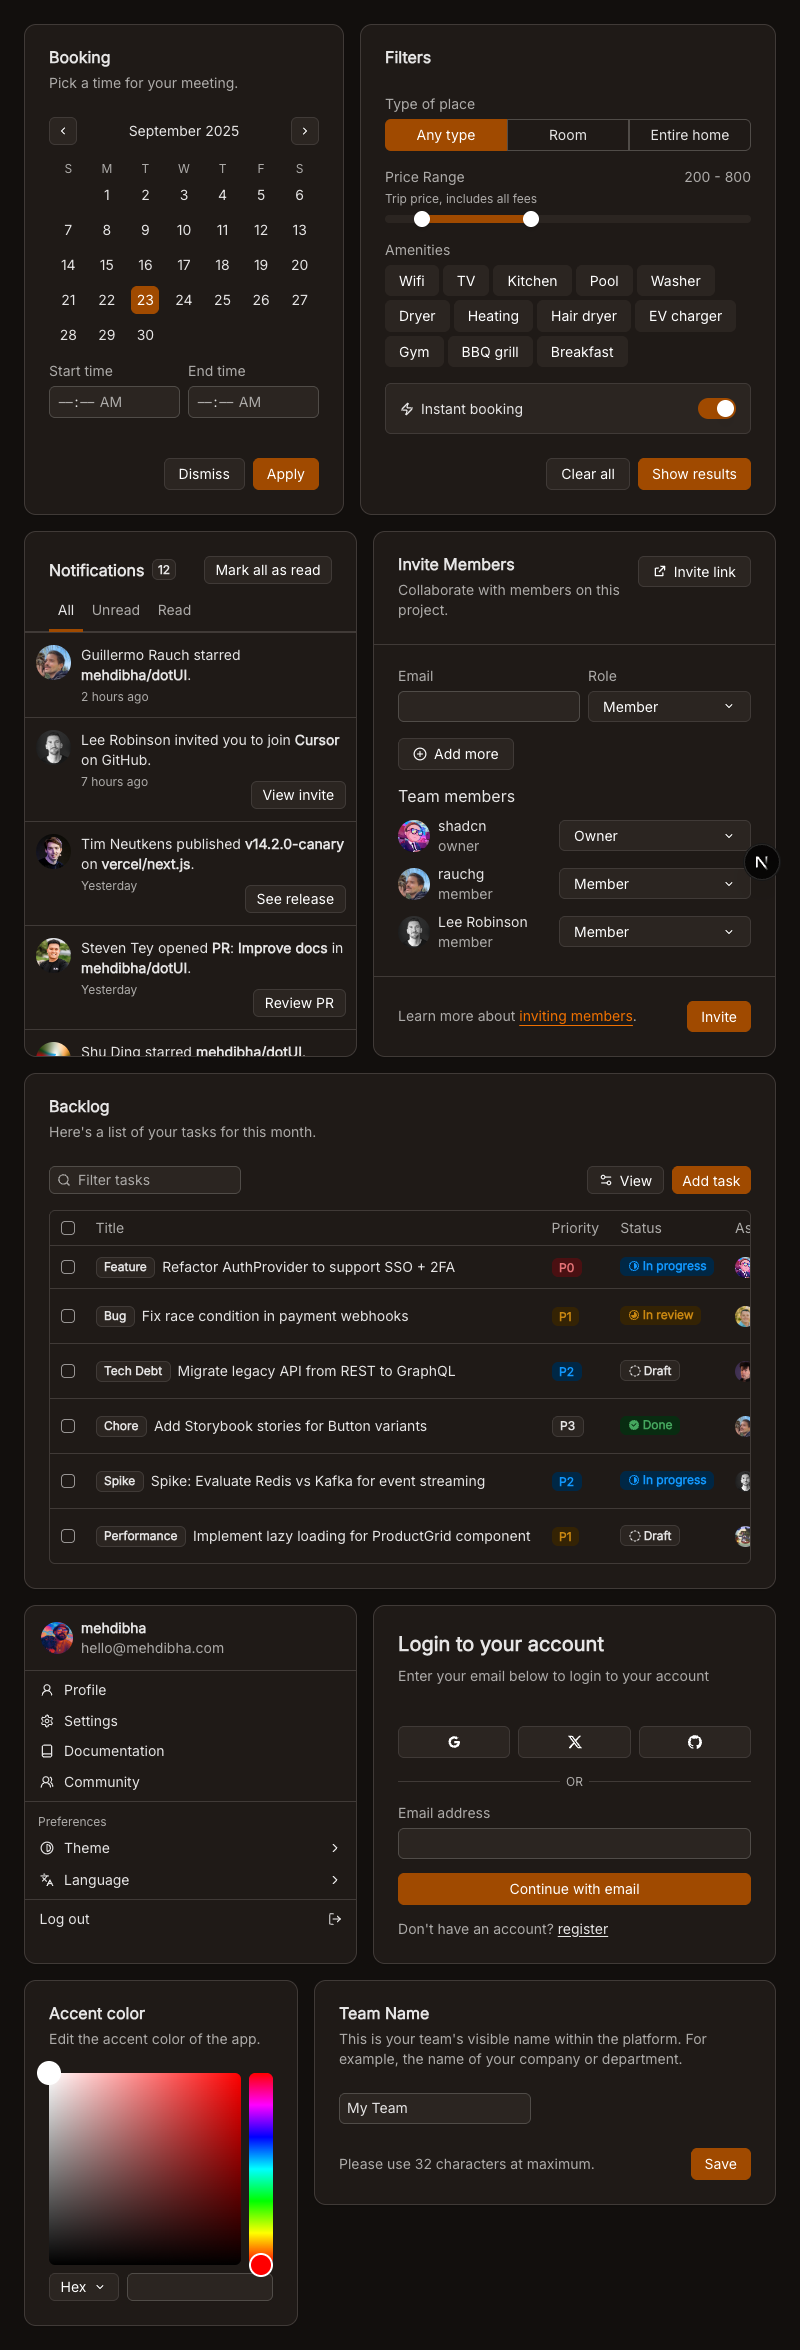 Booking
Pick a time for your meeting.
September 2025
S M T W T F S
1 2 3 4 5 6
7 8 9 10 11 12 13
14 15 16 17 18 19 20
21 22 23 24 25 26 27
28 29 30
Start time End time
––:–– AM ––:–– AM
Dismiss Apply
Filters
Type of place
Any type Room Entire home
Price Range 200 - 800
Trip price, includes all fees
Amenities
Wifi TV Kitchen Pool Washer
Dryer Heating Hair dryer EV charger
Gym BBQ grill Breakfast
Instant booking
Clear all Show results
Notifications 12 Mark all as read
All Unread Read
Guillermo Rauch starred
mehdibha/dotUI.
2 hours ago
Lee Robinson invited you to join Cursor
on GitHub.
7 hours ago
View invite
Tim Neutkens published v14.2.0-canary
on vercel/next.js.
Yesterday
See release
Steven Tey opened PR: Improve docs in
mehdibha/dotUI.
Yesterday
Review PR
Shu Ding starred mehdibha/dotUI.
Invite Members
Collaborate with members on this
project.
Invite link
Email Role
Member
Add more
Team members
shadcn
owner
Owner
rauchg
member
Member
Lee Robinson
member
Member
Learn more about inviting members.
Invite
N
Backlog
Here's a list of your tasks for this month.
Filter tasks View Add task
Title Priority Status As
Feature Refactor AuthProvider to support SSO + 2FA P0 In progress
Bug Fix race condition in payment webhooks P1 In review
Tech Debt Migrate legacy API from REST to GraphQL P2 Draft
Chore Add Storybook stories for Button variants P3 Done
Spike Spike: Evaluate Redis vs Kafka for event streaming P2 In progress
Performance Implement lazy loading for ProductGrid component P1 Draft
mehdibha
hello@mehdibha.com
Profile
Settings
Documentation
Community
Preferences
Theme
Language
Log out
Login to your account
Enter your email below to login to your account
OR
Email address
Continue with email
Don't have an account? register
Accent color
Edit the accent color of the app.
Hex
Team Name
This is your team's visible name within the platform. For
example, the name of your company or department.
My Team
Please use 32 characters at maximum.
Save